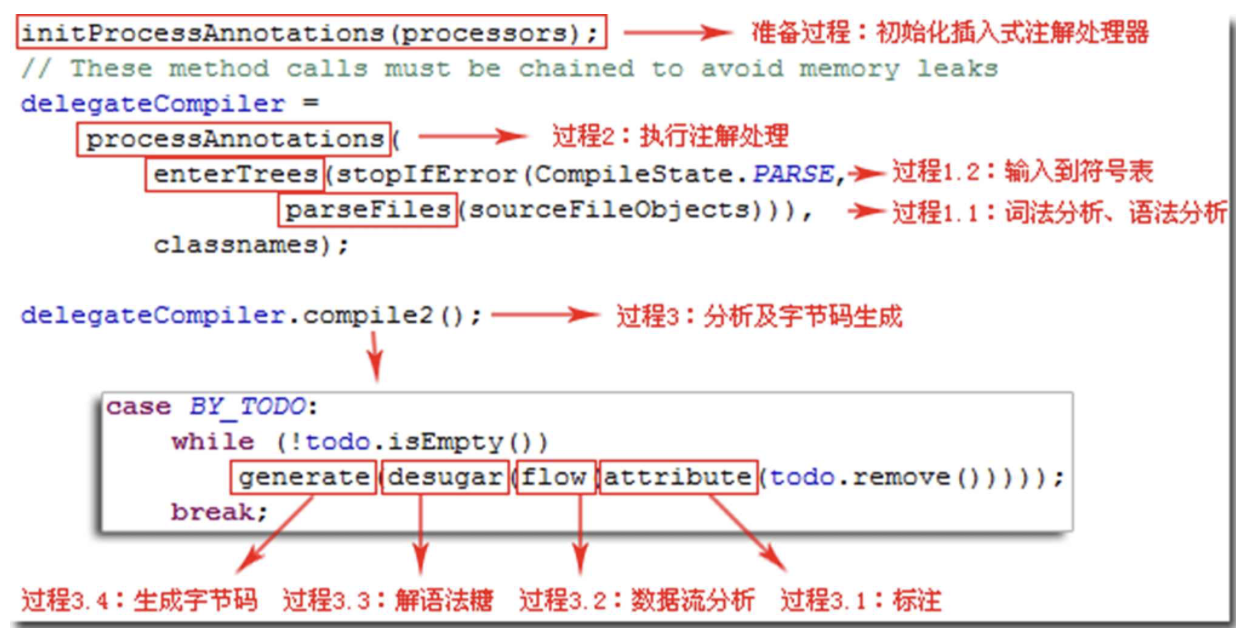 initProcessAnnotations(processors); 准备过程：初始化插入式注解处理器
// These method calls must be chained to avoid memory leaks
delegateCompiler =
processAnnotations( 过程2：执行注解处理
enterTrees(stopIfError(CompileState.PARSE, 过程1.2：输入到符号表
parseFiles(sourceFileObjects))), 过程1.1：词法分析、语法分析
classnames);
delegateCompiler.compile2(); 过程3：分析及字节码生成
case BY_TODO:
while (!todo.isEmpty())
generate(desugar(flow(attribute(todo.remove()))));
break;
过程3.4：生成字节码 过程3.3：解语法糖 过程3.2：数据流分析 过程3.1：标注